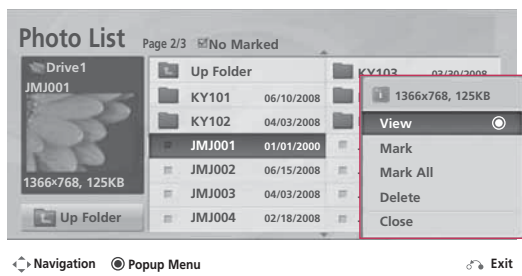 Photo List Page 2/3 No Marked
Drive1
JMJ001
1366×768, 125KB
Up Folder
Up Folder
KY101 06/10/2008
KY102 04/03/2008
JMJ001 01/01/2000
JMJ002 06/15/2008
JMJ003 04/03/2008
JMJ004 02/18/2008
KY103 03/30/2008
1366x768, 125KB
View
Mark
Mark All
Delete
Close
Navigation Popup Menu Exit